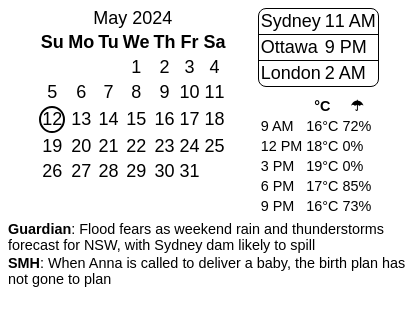 May 2024
Su Mo Tu We Th Fr Sa
1 2 3 4
5 6 7 8 9 10 11
12 13 14 15 16 17 18
19 20 21 22 23 24 25
26 27 28 29 30 31
Sydney 11 AM
Ottawa 9 PM
London 2 AM
°C ☂
9 AM 16°C 72%
12 PM 18°C 0%
3 PM 19°C 0%
6 PM 17°C 85%
9 PM 16°C 73%
Guardian: Flood fears as weekend rain and thunderstorms
forecast for NSW, with Sydney dam likely to spill
SMH: When Anna is called to deliver a baby, the birth plan has
not gone to plan